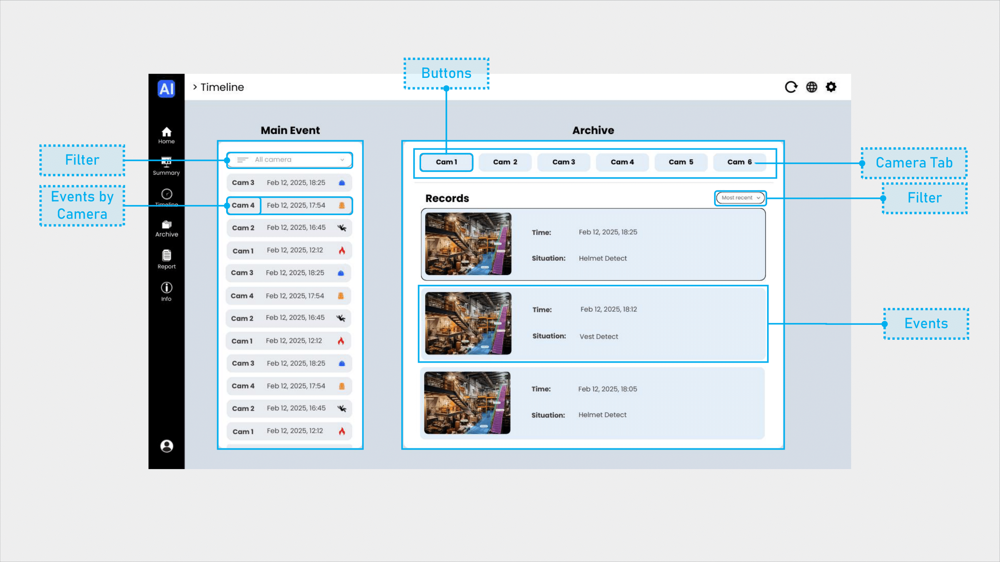 Buttons
AI
> Timeline
Home
Summary
Timeline
Archive
Report
Info
Filter
Events by
Camera
Main Event
All camera
Cam 3 Feb 12, 2025, 18:25
Cam 4 Feb 12, 2025, 17:54
Cam 2 Feb 12, 2025, 16:45
Cam 1 Feb 12, 2025, 12:12
Cam 3 Feb 12, 2025, 18:25
Cam 4 Feb 12, 2025, 17:54
Cam 2 Feb 12, 2025, 16:45
Cam 1 Feb 12, 2025, 12:12
Cam 3 Feb 12, 2025, 18:25
Cam 4 Feb 12, 2025, 17:54
Cam 2 Feb 12, 2025, 16:45
Cam 1 Feb 12, 2025, 12:12
Archive
Cam 1 Cam 2 Cam 3 Cam 4 Cam 5 Cam 6
Records
Most recent
Time: Feb 12, 2025, 18:25
Situation: Helmet Detect
Time: Feb 12, 2025, 18:12
Situation: Vest Detect
Time: Feb 12, 2025, 18:05
Situation: Helmet Detect
Camera Tab
Filter
Events